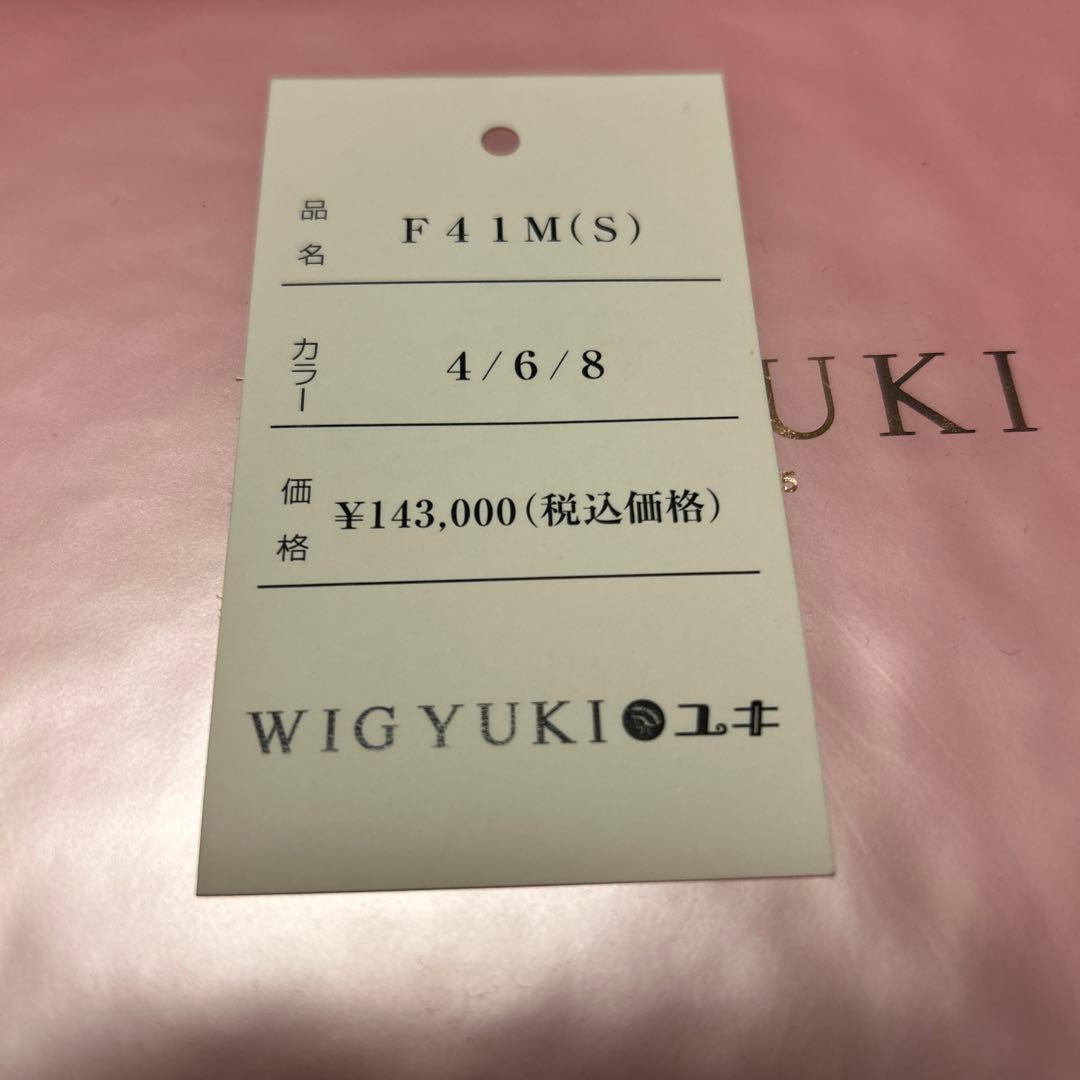 品名 F41M(S)
カラー 4/6/8
価格 ¥143,000(税込価格)
WIG YUKI ユキ
UKI